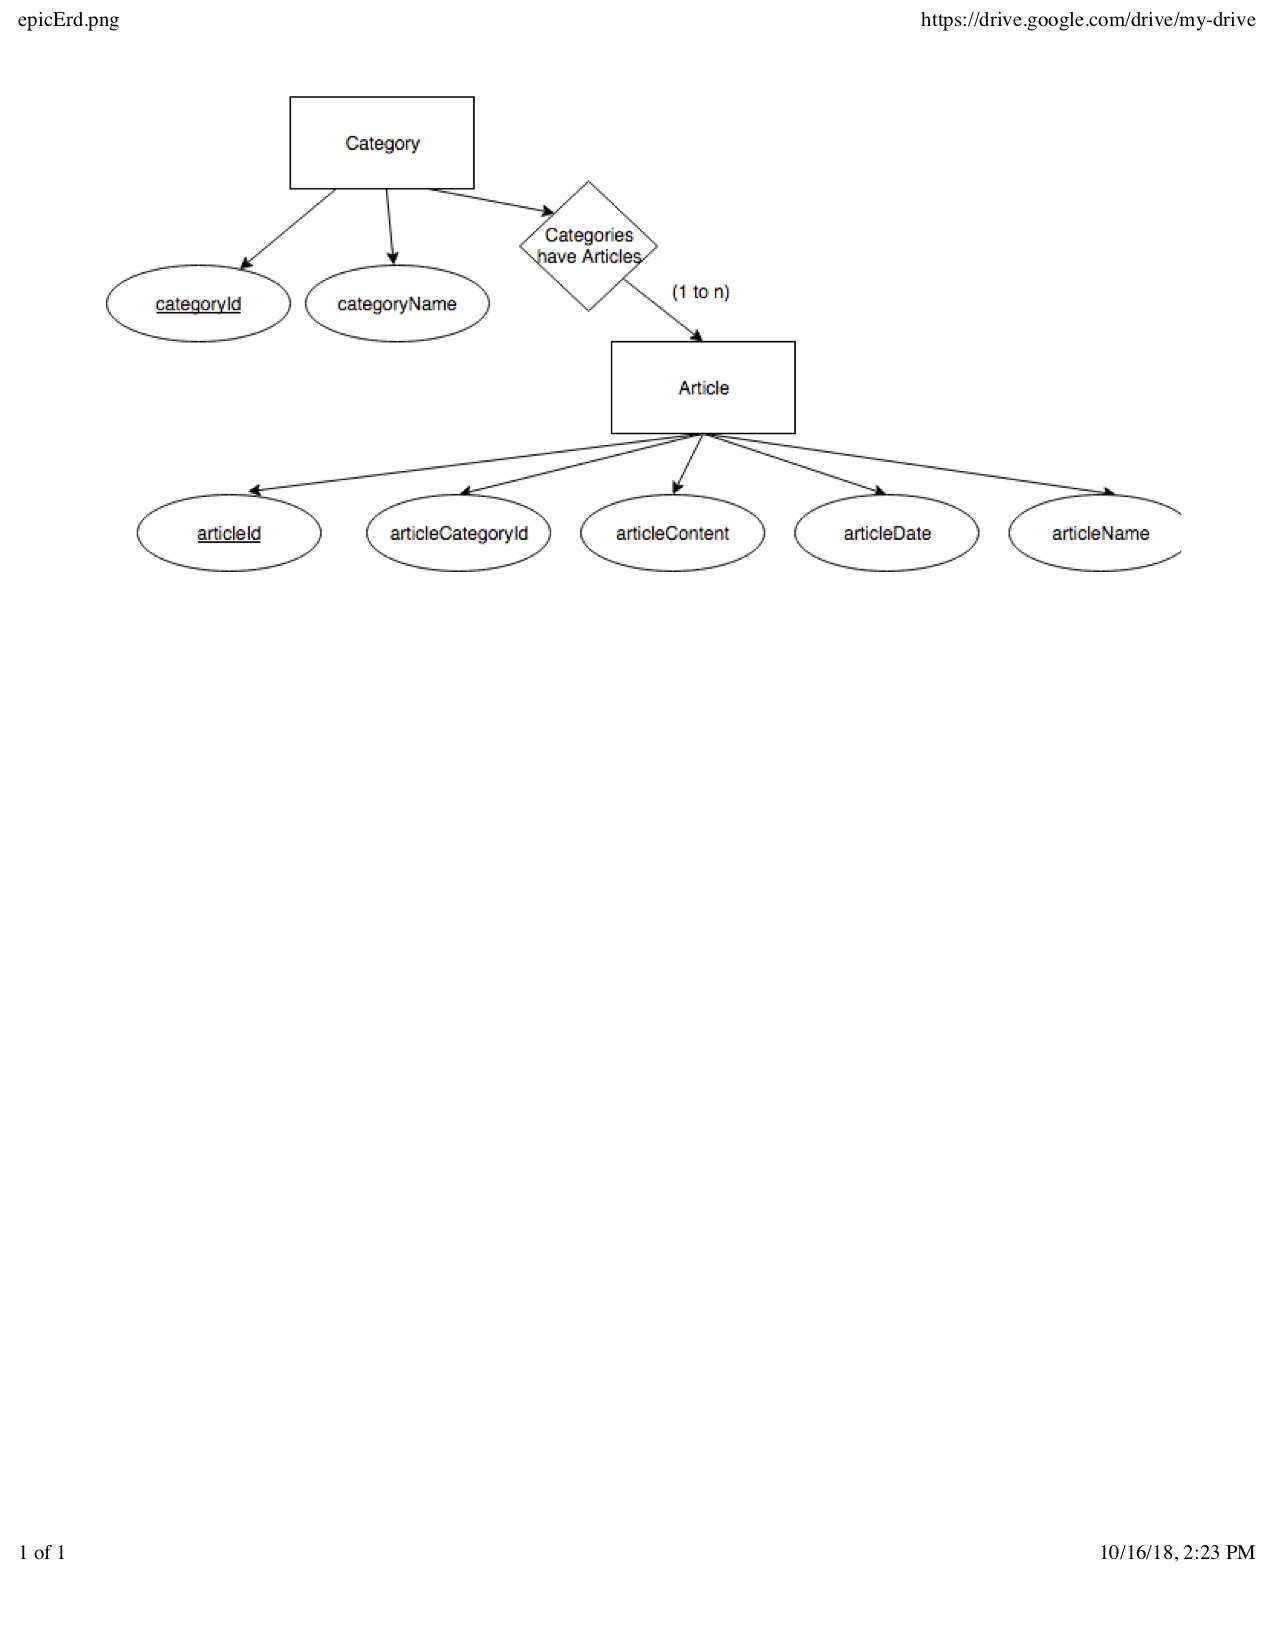 epicErd.png
https://drive.google.com/drive/my-drive
Category
Categories
have Articles
categoryId
categoryName
(1 to n)
Article
articleId
articleCategoryId
articleContent
articleDate
articleName
1 of 1
10/16/18, 2:23 PM